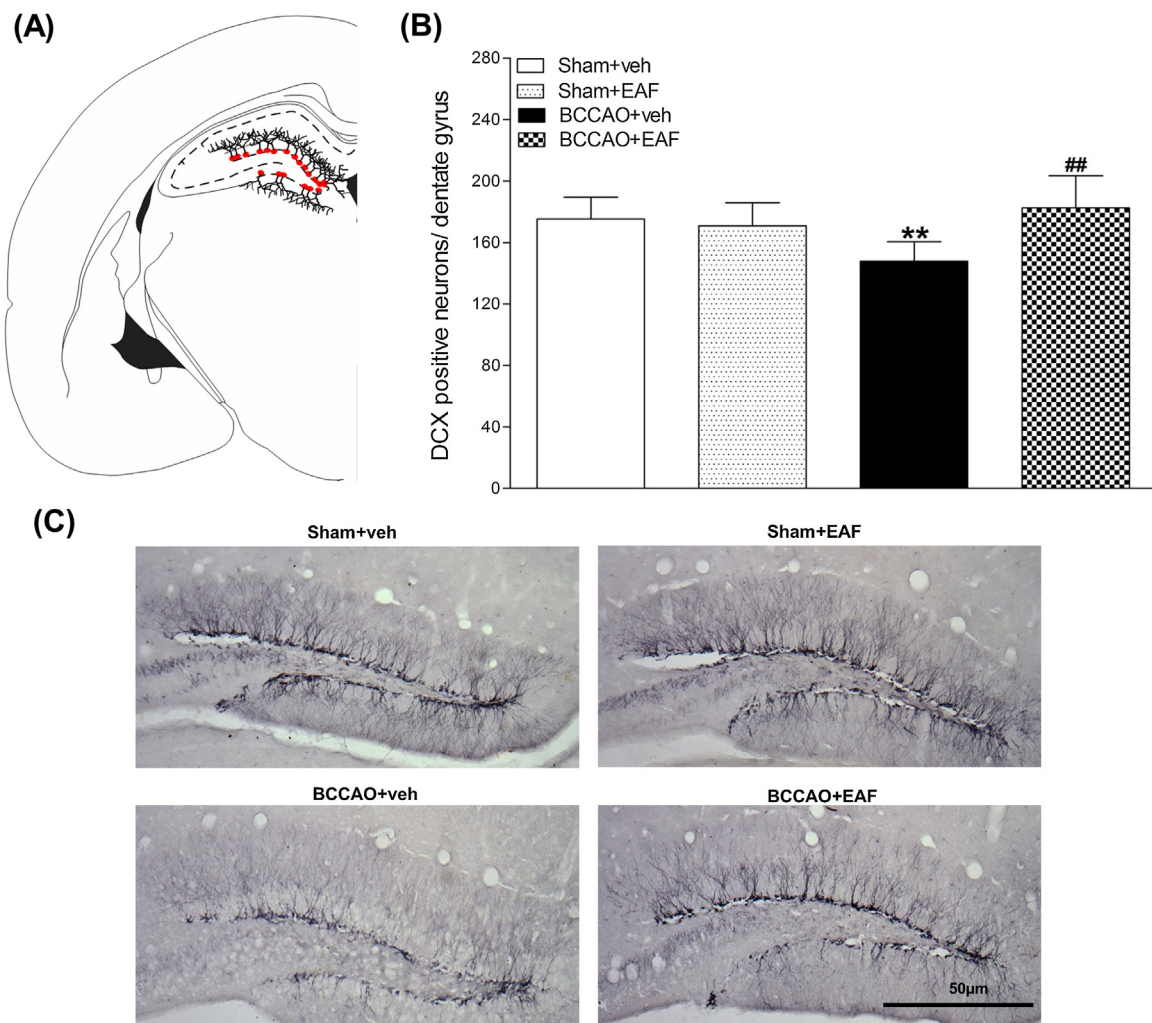 (A)
(B)
DCX positive neurons/ dentate gyrus
280
240
200
160
120
80
40
0
Sham+veh
Sham+EAF
BCCAO+veh
BCCAO+EAF
**
##
(C)
Sham+veh
Sham+EAF
BCCAO+veh
BCCAO+EAF
50µm